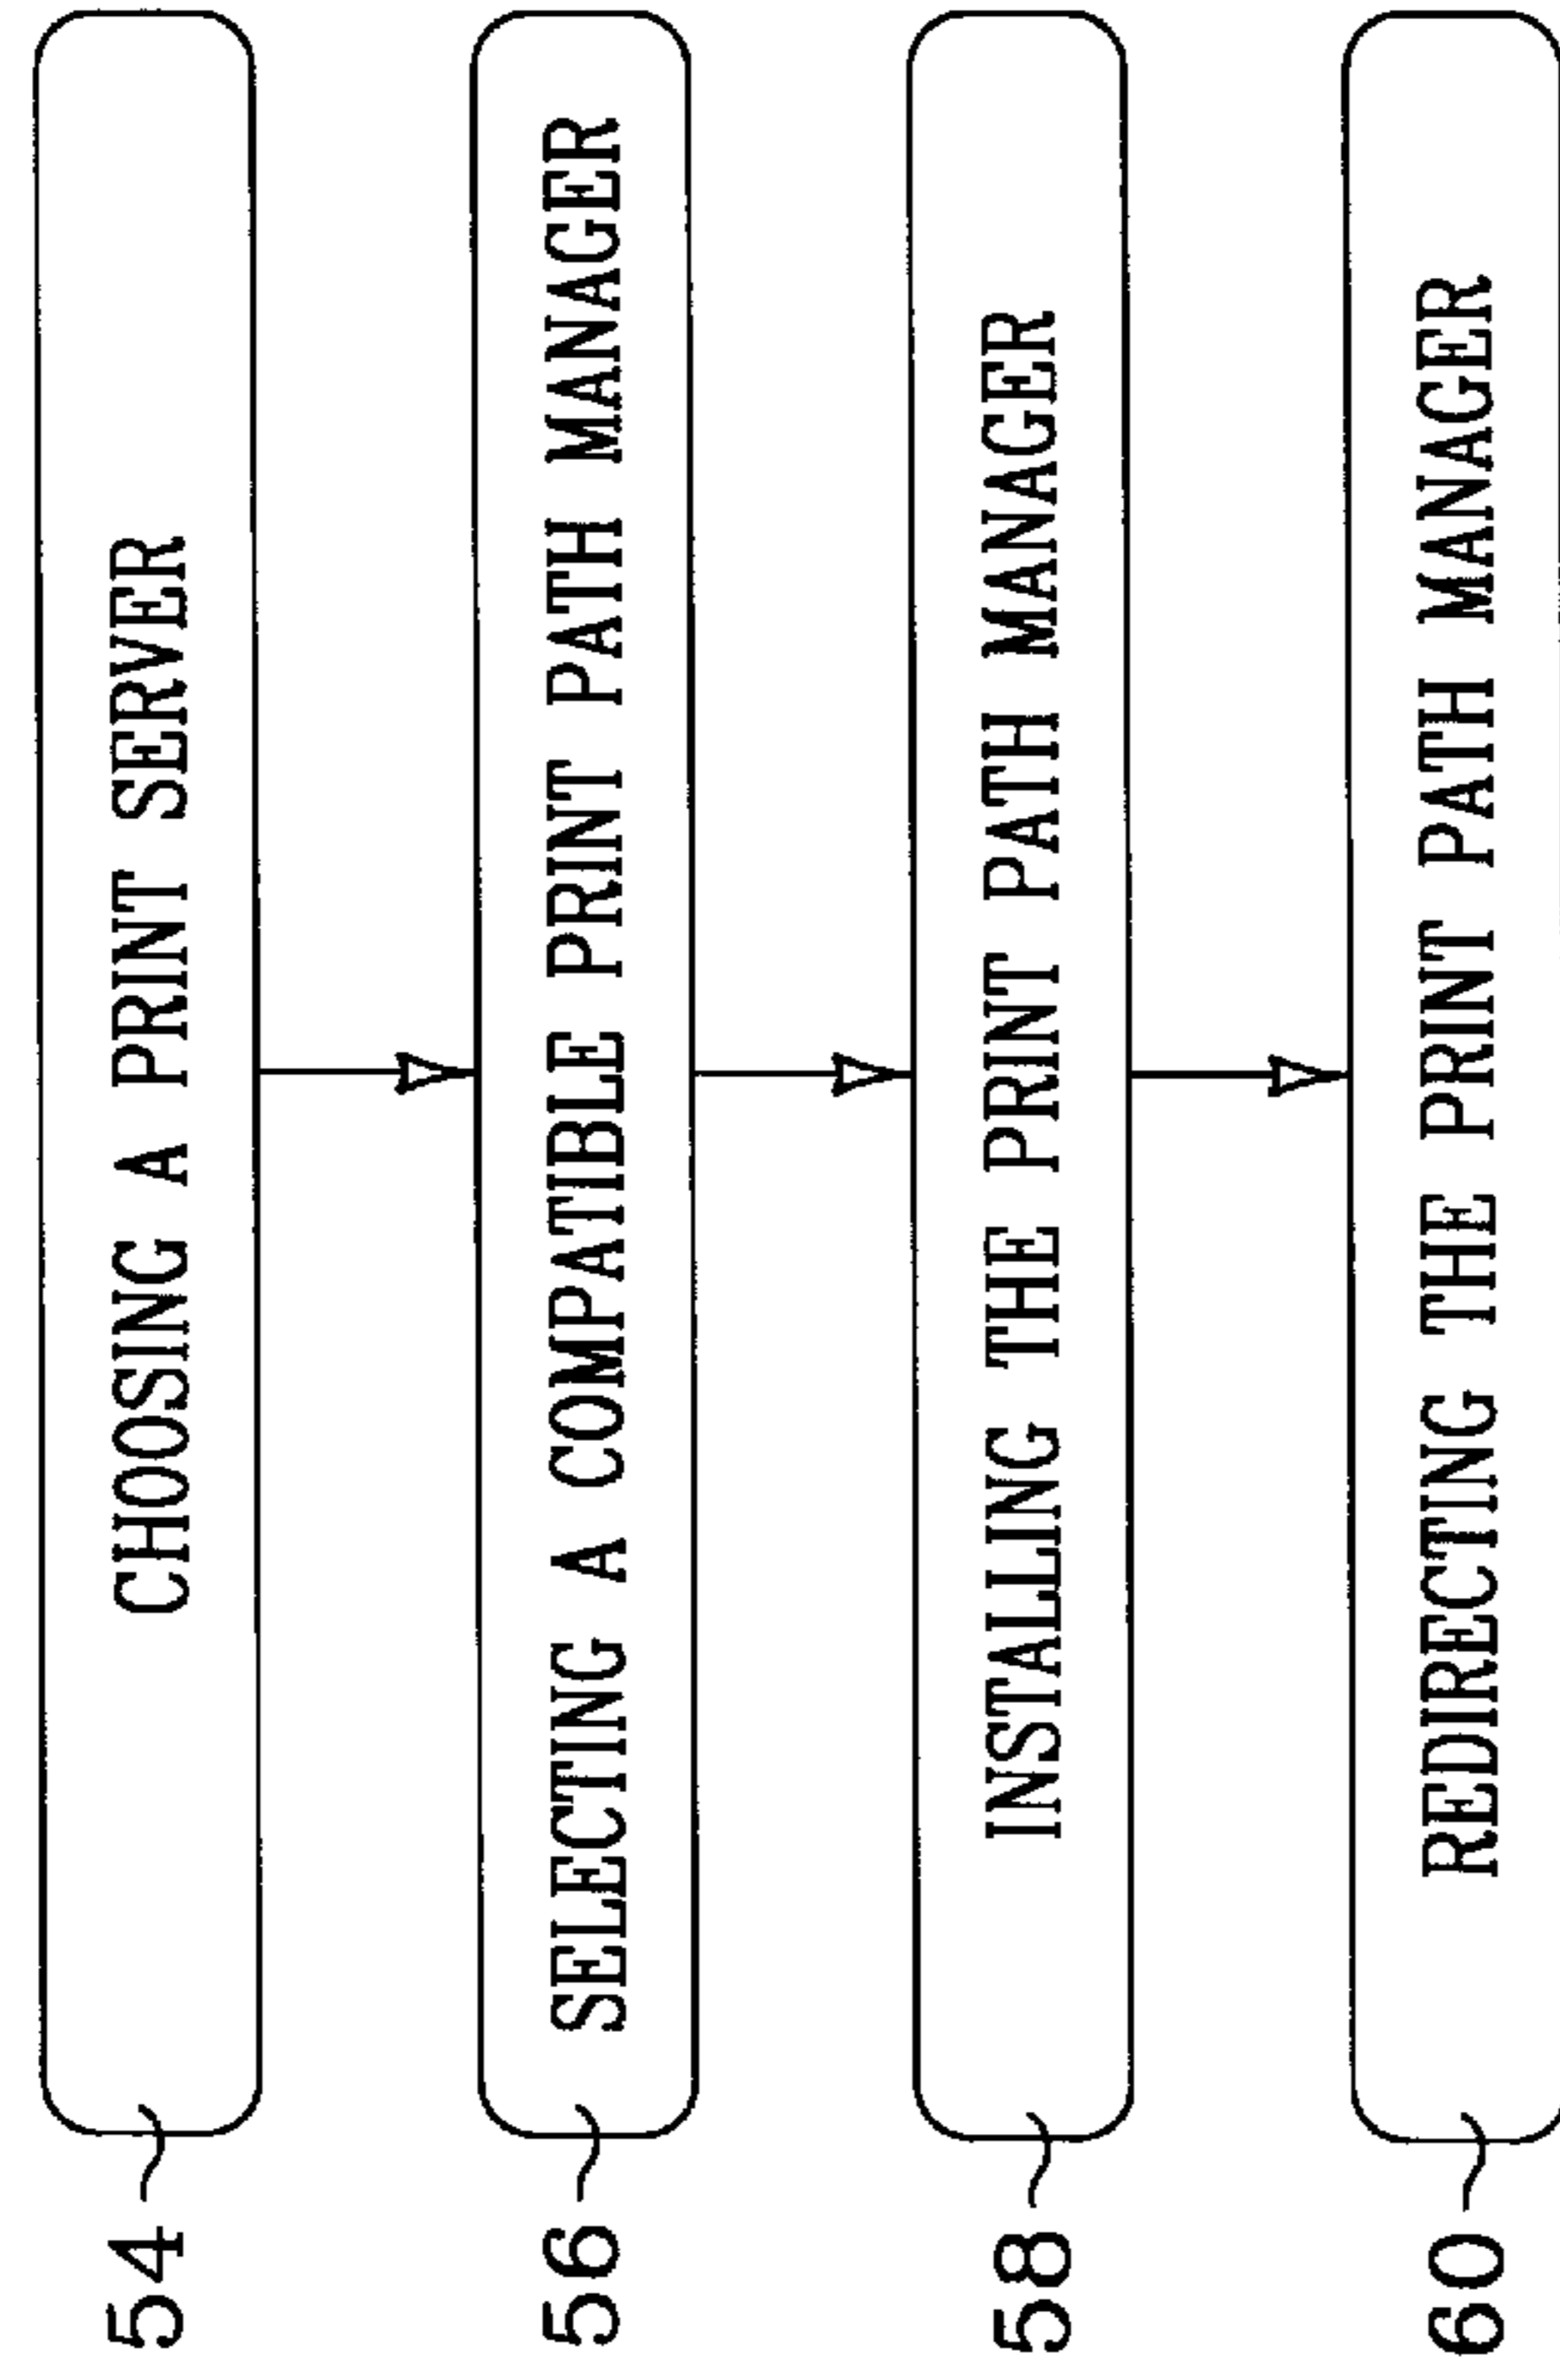 54 CHOOSING A PRINT SERVER
56 SELECTING A COMPATIBLE PRINT PATH MANAGER
58 INSTALLING THE PRINT PATH MANAGER
60 REDIRECTING THE PRINT PATH MANAGER